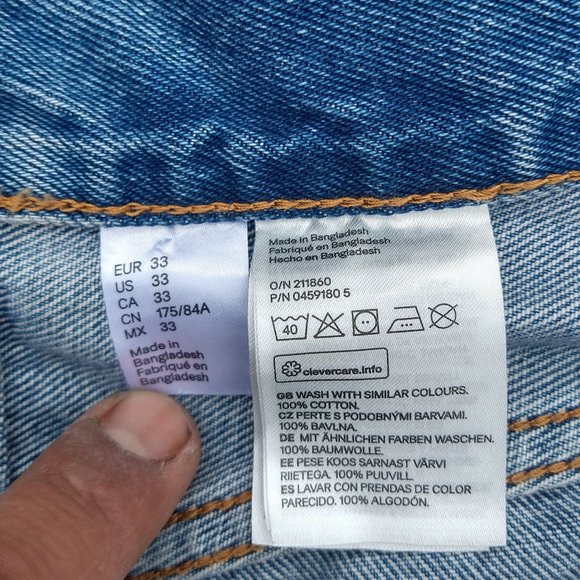 EUR 33
US 33
CA 33
CN 175/84A
MX 33
Made in
Bangladesh
Fabriqué en
Bangladesh
Made in Bangladesh
Fabriqué en Bangladesh
Hecho en Bangladesh
O/N 211860
P/N 0459180 5
40
clevercare.info
GB WASH WITH SIMILAR COLOURS.
100% COTTON.
CZ PERTE S PODOBNÝMI BARVAMI.
100% BAVLNA.
DE MIT ÄHNLICHEN FARBEN WASCHEN.
100% BAUMWOLLE.
EE PESE KOOS SARNAST VÄRVI
RIIETEGA. 100% PUUVILL.
ES LAVAR CON PRENDAS DE COLOR
PARECIDO. 100% ALGODÓN.